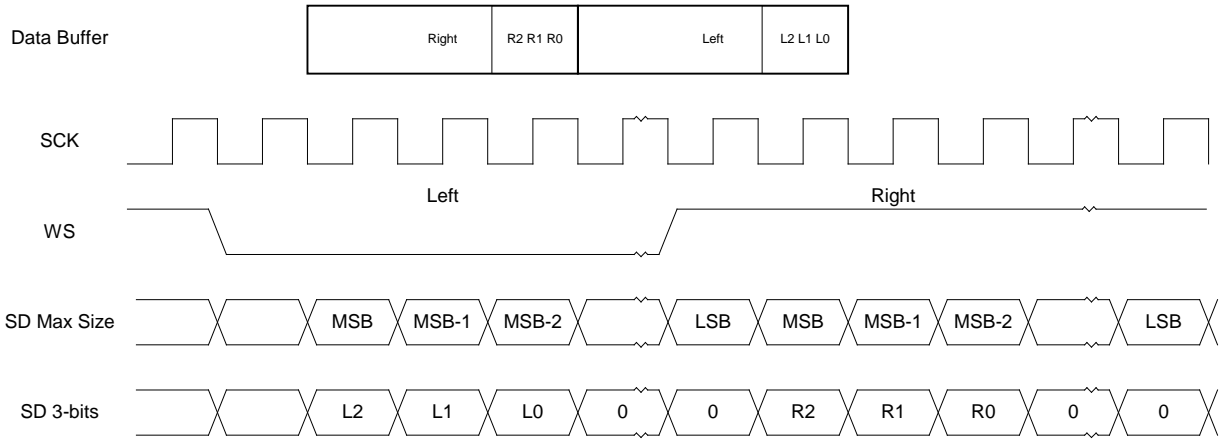 Data Buffer
Right
R2 R1 R0
Left
L2 L1 L0
SCK
Left
Right
WS
SD Max Size
MSB
MSB-1
MSB-2
LSB
MSB
MSB-1
MSB-2
LSB
SD 3-bits
L2
L1
L0
0
0
R2
R1
R0
0
0